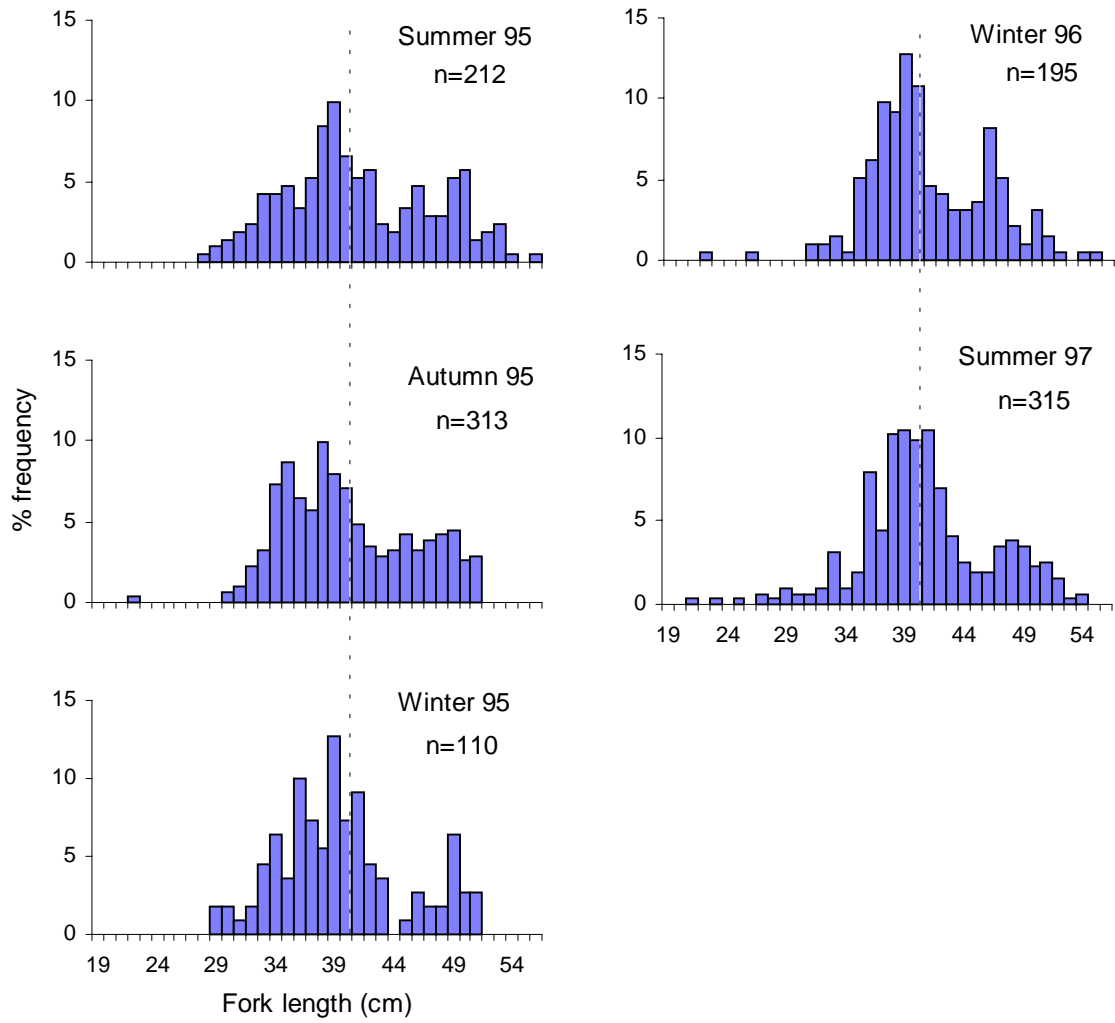 15
10
5
0
Summer 95
n=212
15
10
5
0
Winter 96
n=195
% frequency
15
10
5
0
Autumn 95
n=313
15
10
5
0
Summer 97
n=315
19 24 29 34 39 44 49 54
15
10
5
0
Winter 95
n=110
19 24 29 34 39 44 49 54
Fork length (cm)